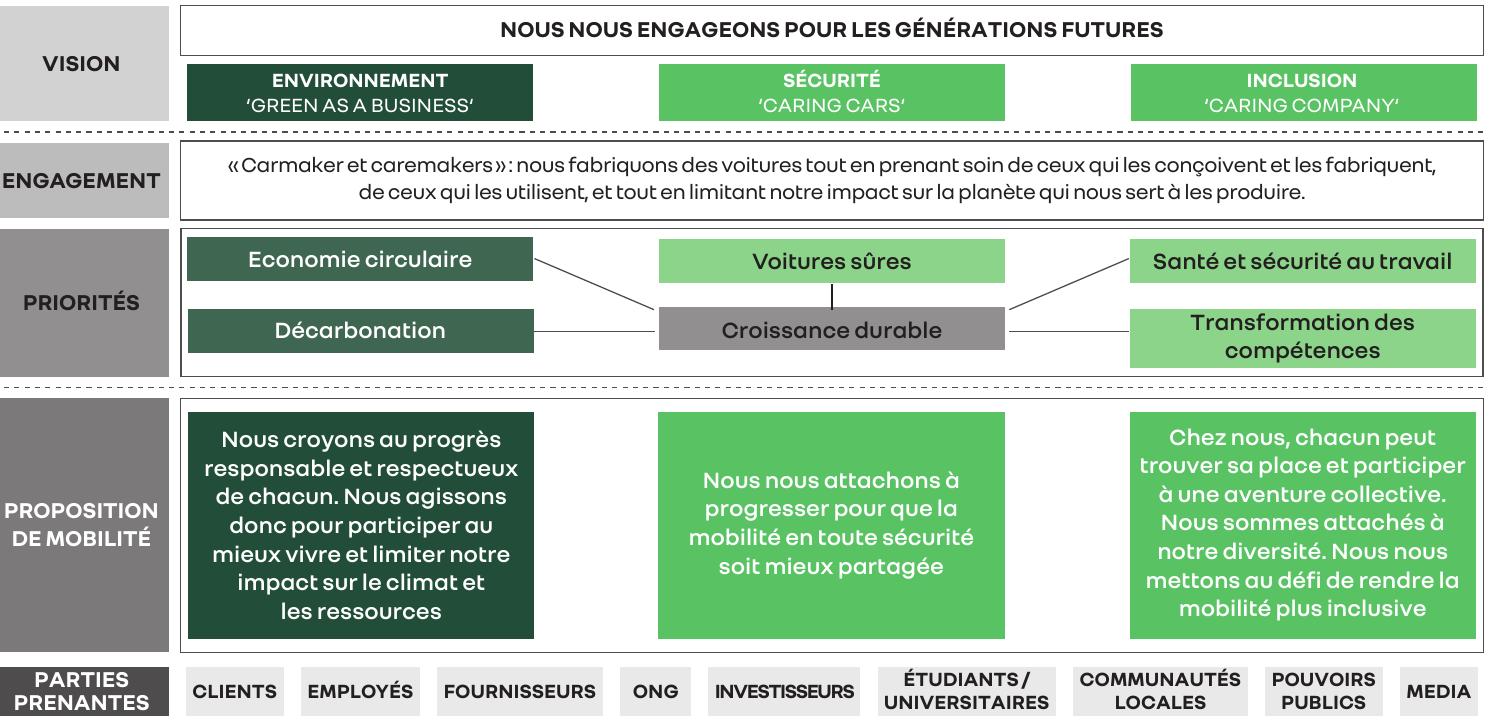 VISION
NOUS NOUS ENGAGEONS POUR LES GÉNÉRATIONS FUTURES
ENVIRONNEMENT
‘GREEN AS A BUSINESS‘
SÉCURITÉ
‘CARING CARS‘
INCLUSION
‘CARING COMPANY‘
ENGAGEMENT
«Carmaker et caremakers»: nous fabriquons des voitures tout en prenant soin de ceux qui les conçoivent et les fabriquent,
de ceux qui les utilisent, et tout en limitant notre impact sur la planète qui nous sert à les produire.
PRIORITÉS
Economie circulaire
Voitures sûres
Santé et sécurité au travail
Décarbonation
Croissance durable
Transformation des
compétences
PROPOSITION
DE MOBILITÉ
Nous croyons au progrès
responsable et respectueux
de chacun. Nous agissons
donc pour participer au
mieux vivre et limiter notre
impact sur le climat et
les ressources
Nous nous attachons à
progresser pour que la
mobilité en toute sécurité
soit mieux partagée
Chez nous, chacun peut
trouver sa place et participer
à une aventure collective.
Nous sommes attachés à
notre diversité. Nous nous
mettons au défi de rendre la
mobilité plus inclusive
PARTIES
PRENANTES
CLIENTS
EMPLOYÉS
FOURNISSEURS
ONG
INVESTISSEURS
ÉTUDIANTS /
UNIVERSITAIRES
COMMUNAUTÉS
LOCALES
POUVOIRS
PUBLICS
MEDIA